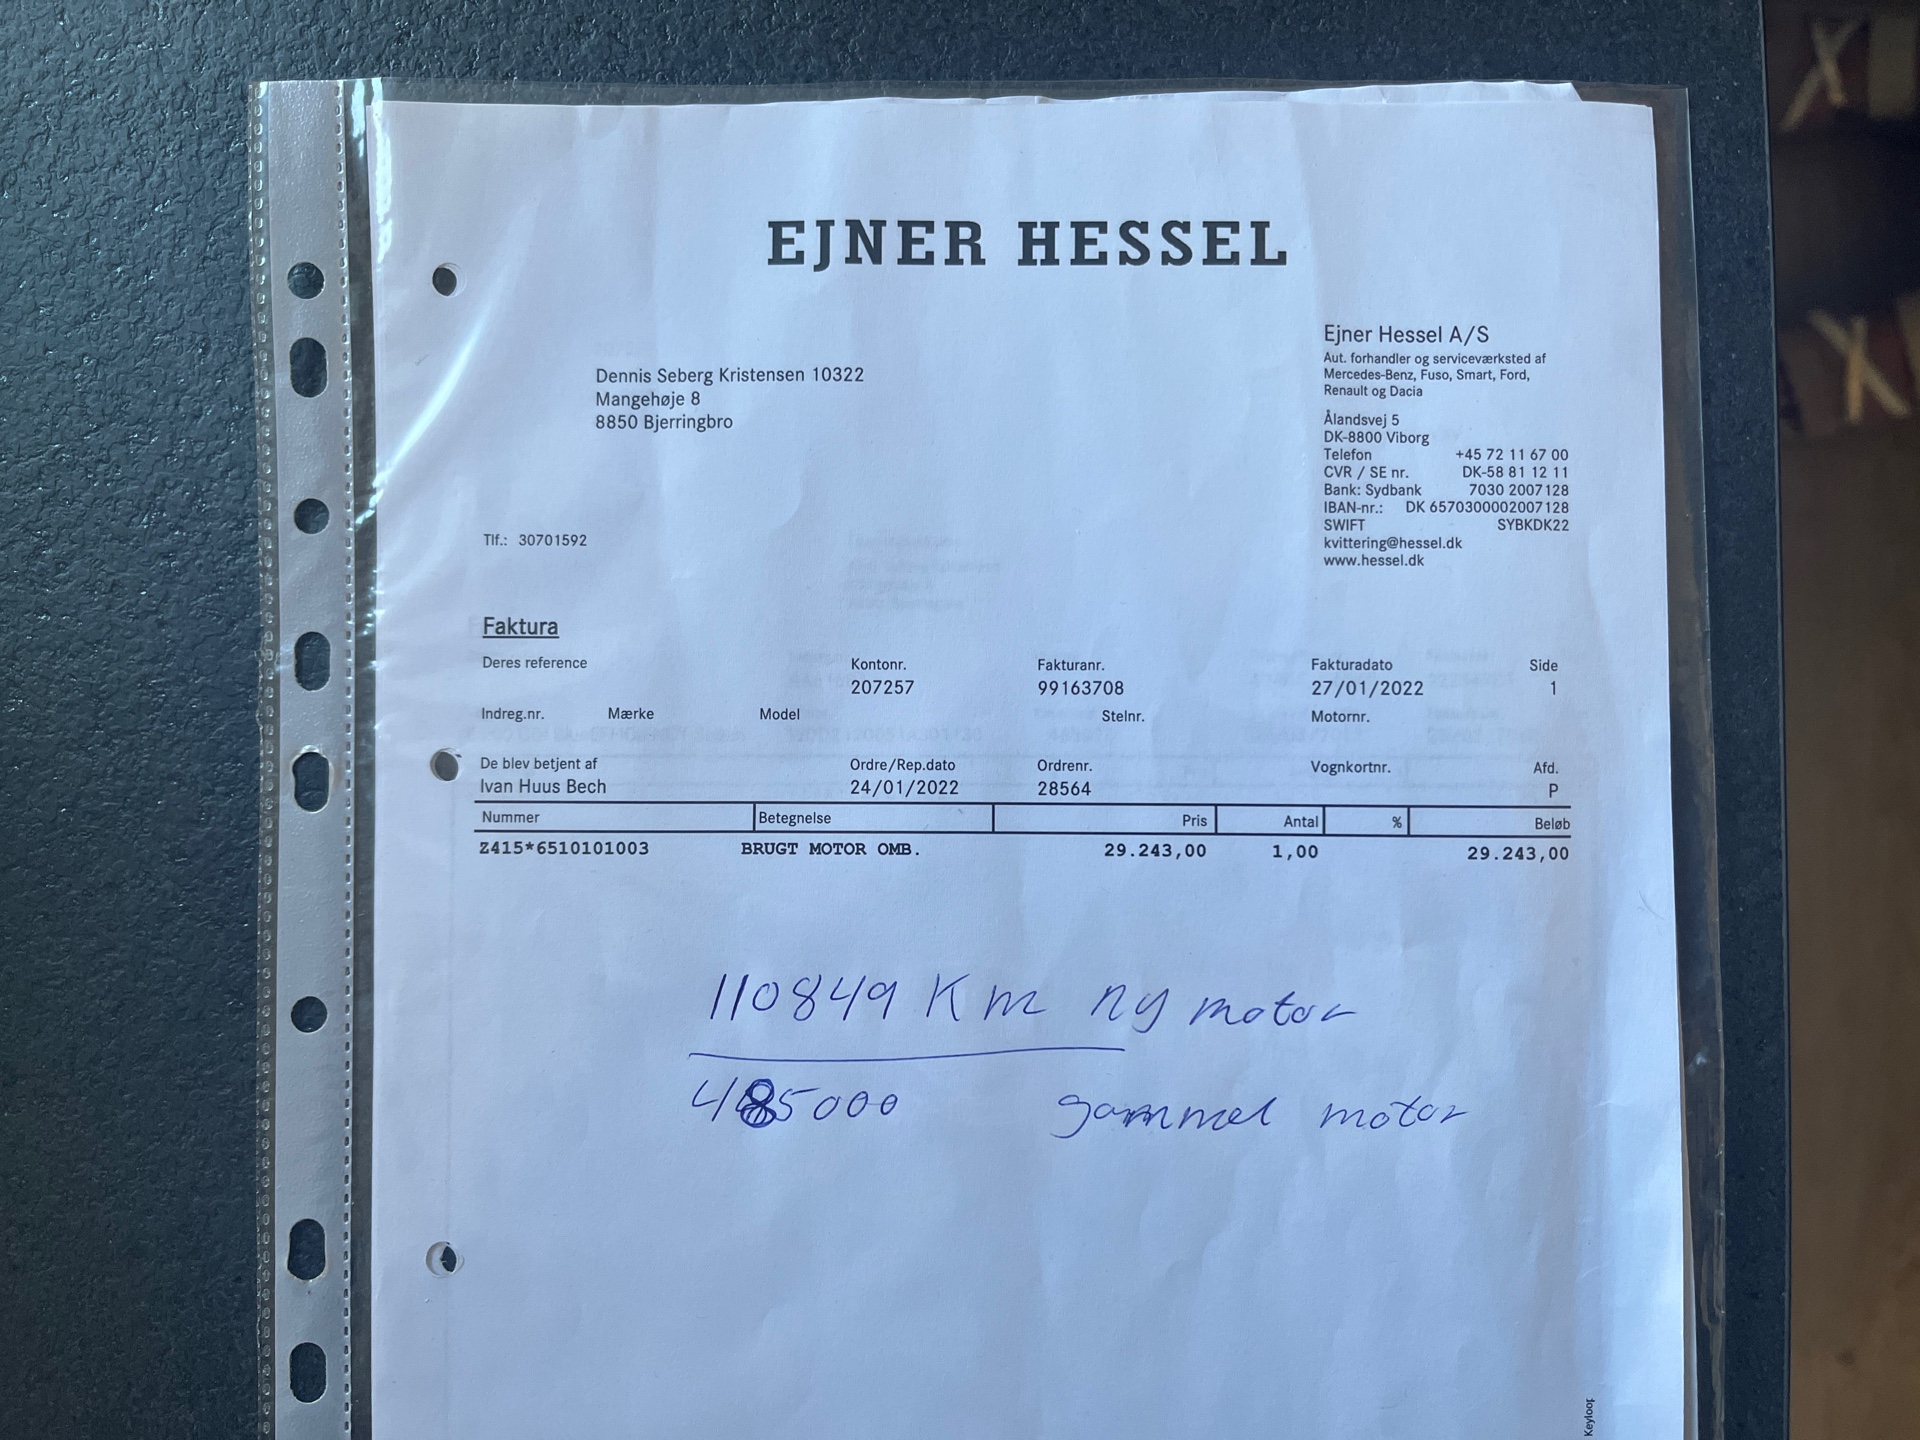 EJNER HESSEL
Ejner Hessel A/S
Aut. forhandler og serviceværksted af
Mercedes-Benz, Fuso, Smart, Ford,
Renault og Dacia
Dennis Seberg Kristensen 10322
Mangehøje 8
8850 Bjerringbro
Ålandsvej 5
DK-8800 Viborg
Telefon +45 72 11 67 00
CVR / SE nr. DK-58 81 12 11
Bank: Sydbank 7030 2007128
IBAN-nr.: DK 6570300002007128
SWIFT SYBKDK22
kvittering@hessel.dk
www.hessel.dk
Tlf.: 30701592
Faktura
Deres reference Kontonr. Fakturanr. Fakturadato Side
207257 99163708 27/01/2022 1
Indreg.nr. Mærke Model Stelnr. Motornr.
De blev betjent af Ordre/Rep.dato Ordrenr. Vognkortnr. Afd.
Ivan Huus Bech 24/01/2022 28564 P
Nummer Betegnelse Pris Antal % Beløb
Z415*6510101003 BRUGT MOTOR OMB. 29.243,00 1,00 29.243,00
110849 Km ny motor
485000 gammel motor
Keyloop